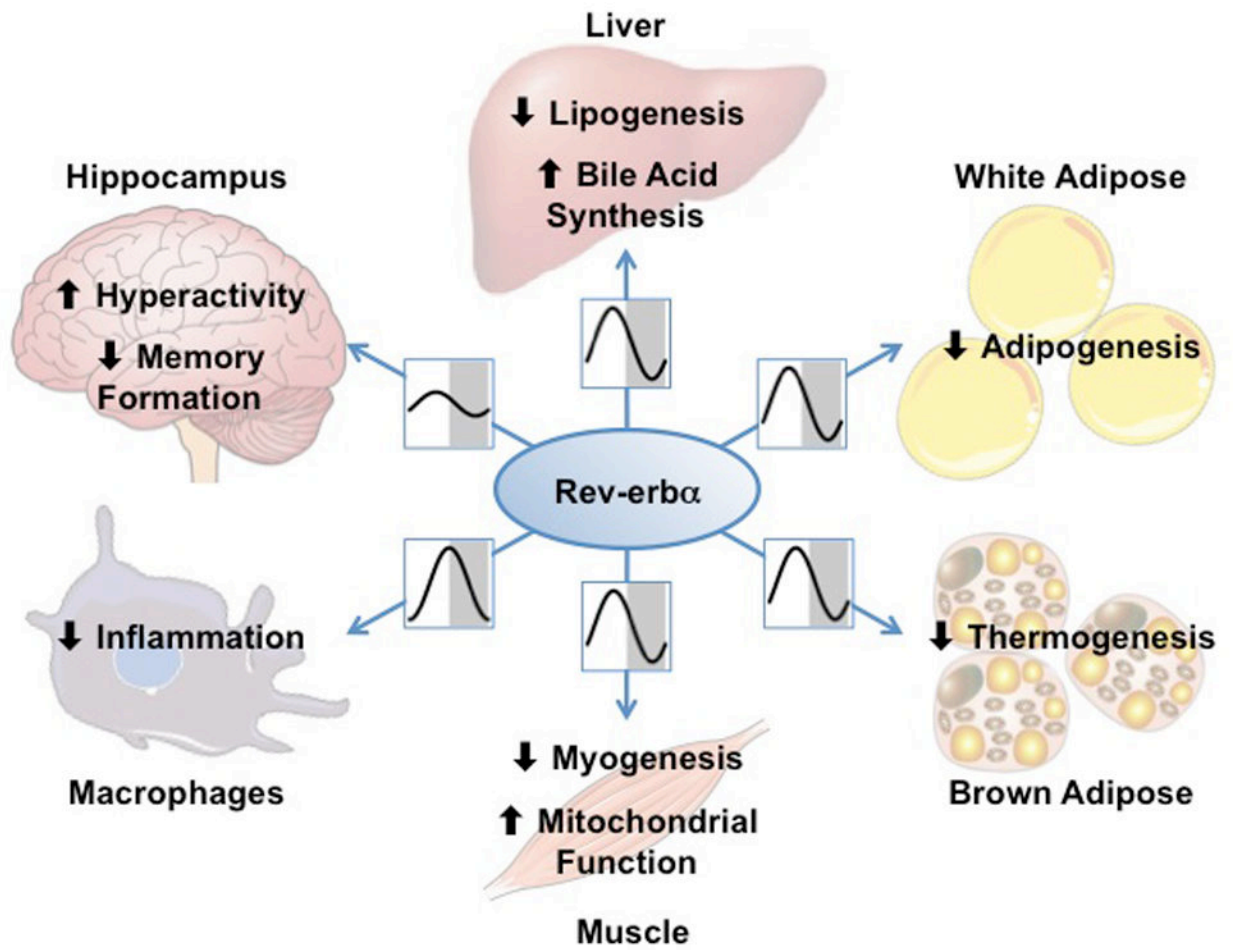 Liver
⬇ Lipogenesis
⬆ Bile Acid
Synthesis
Hippocampus
⬆ Hyperactivity
⬇ Memory
Formation
White Adipose
⬇ Adipogenesis
Rev-erbα
⬇ Inflammation
Macrophages
⬇ Myogenesis
⬆ Mitochondrial
Function
Muscle
⬇ Thermogenesis
Brown Adipose